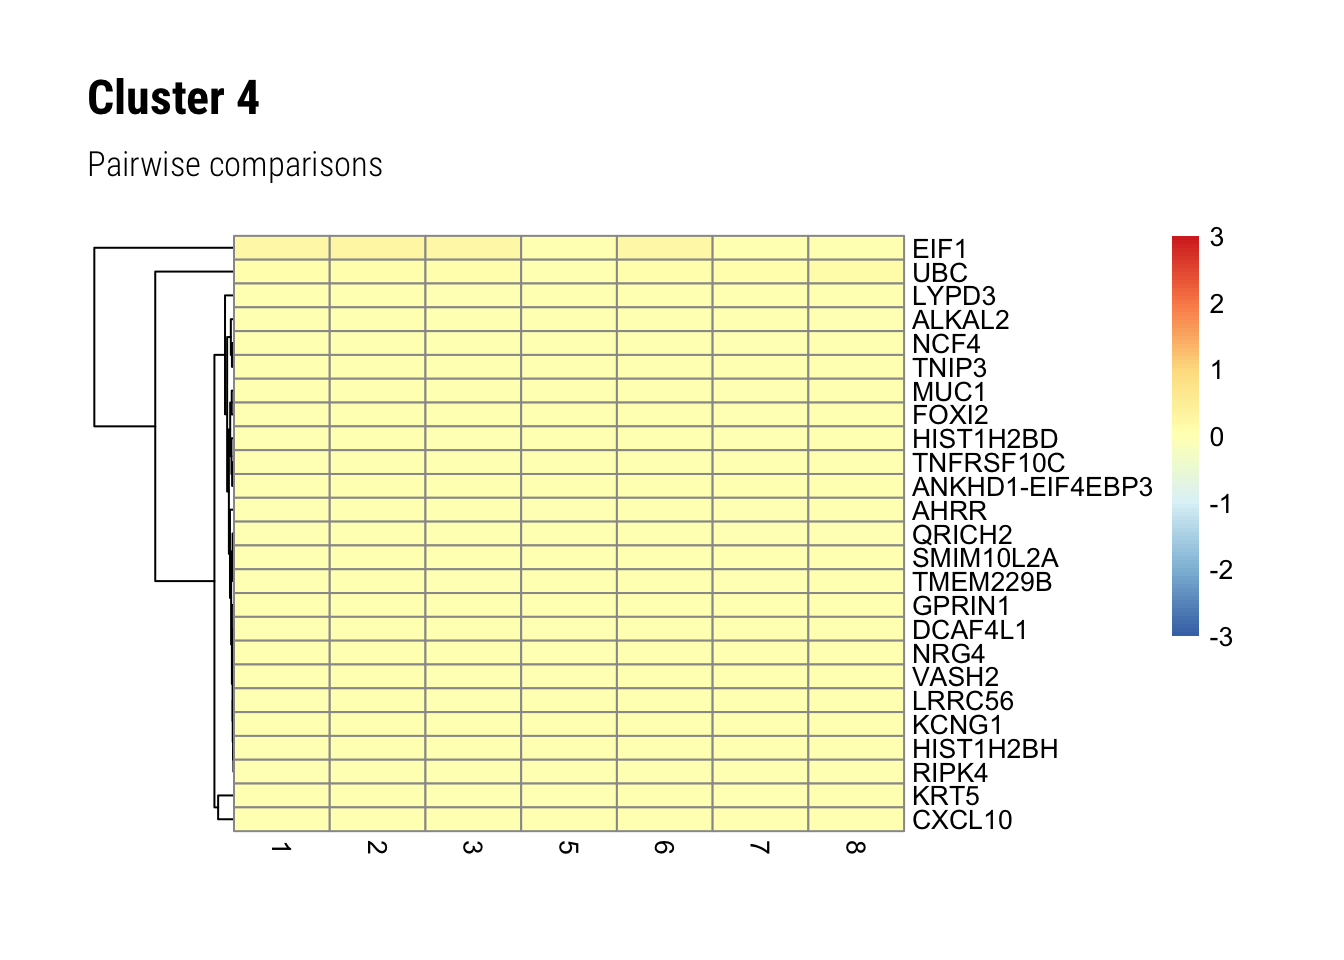 Cluster 4
Pairwise comparisons
EIF1
UBC
LYPD3
ALKAL2
NCF4
TNIP3
MUC1
FOXI2
HIST1H2BD
TNFRSF10C
ANKHD1-EIF4EBP3
AHRR
QRICH2
SMIM10L2A
TMEM229B
GPRIN1
DCAF4L1
NRG4
VASH2
LRRC56
KCNG1
HIST1H2BH
RIPK4
KRT5
CXCL10
1 2 3 5 6 7 8
3
2
1
0
-1
-2
-3